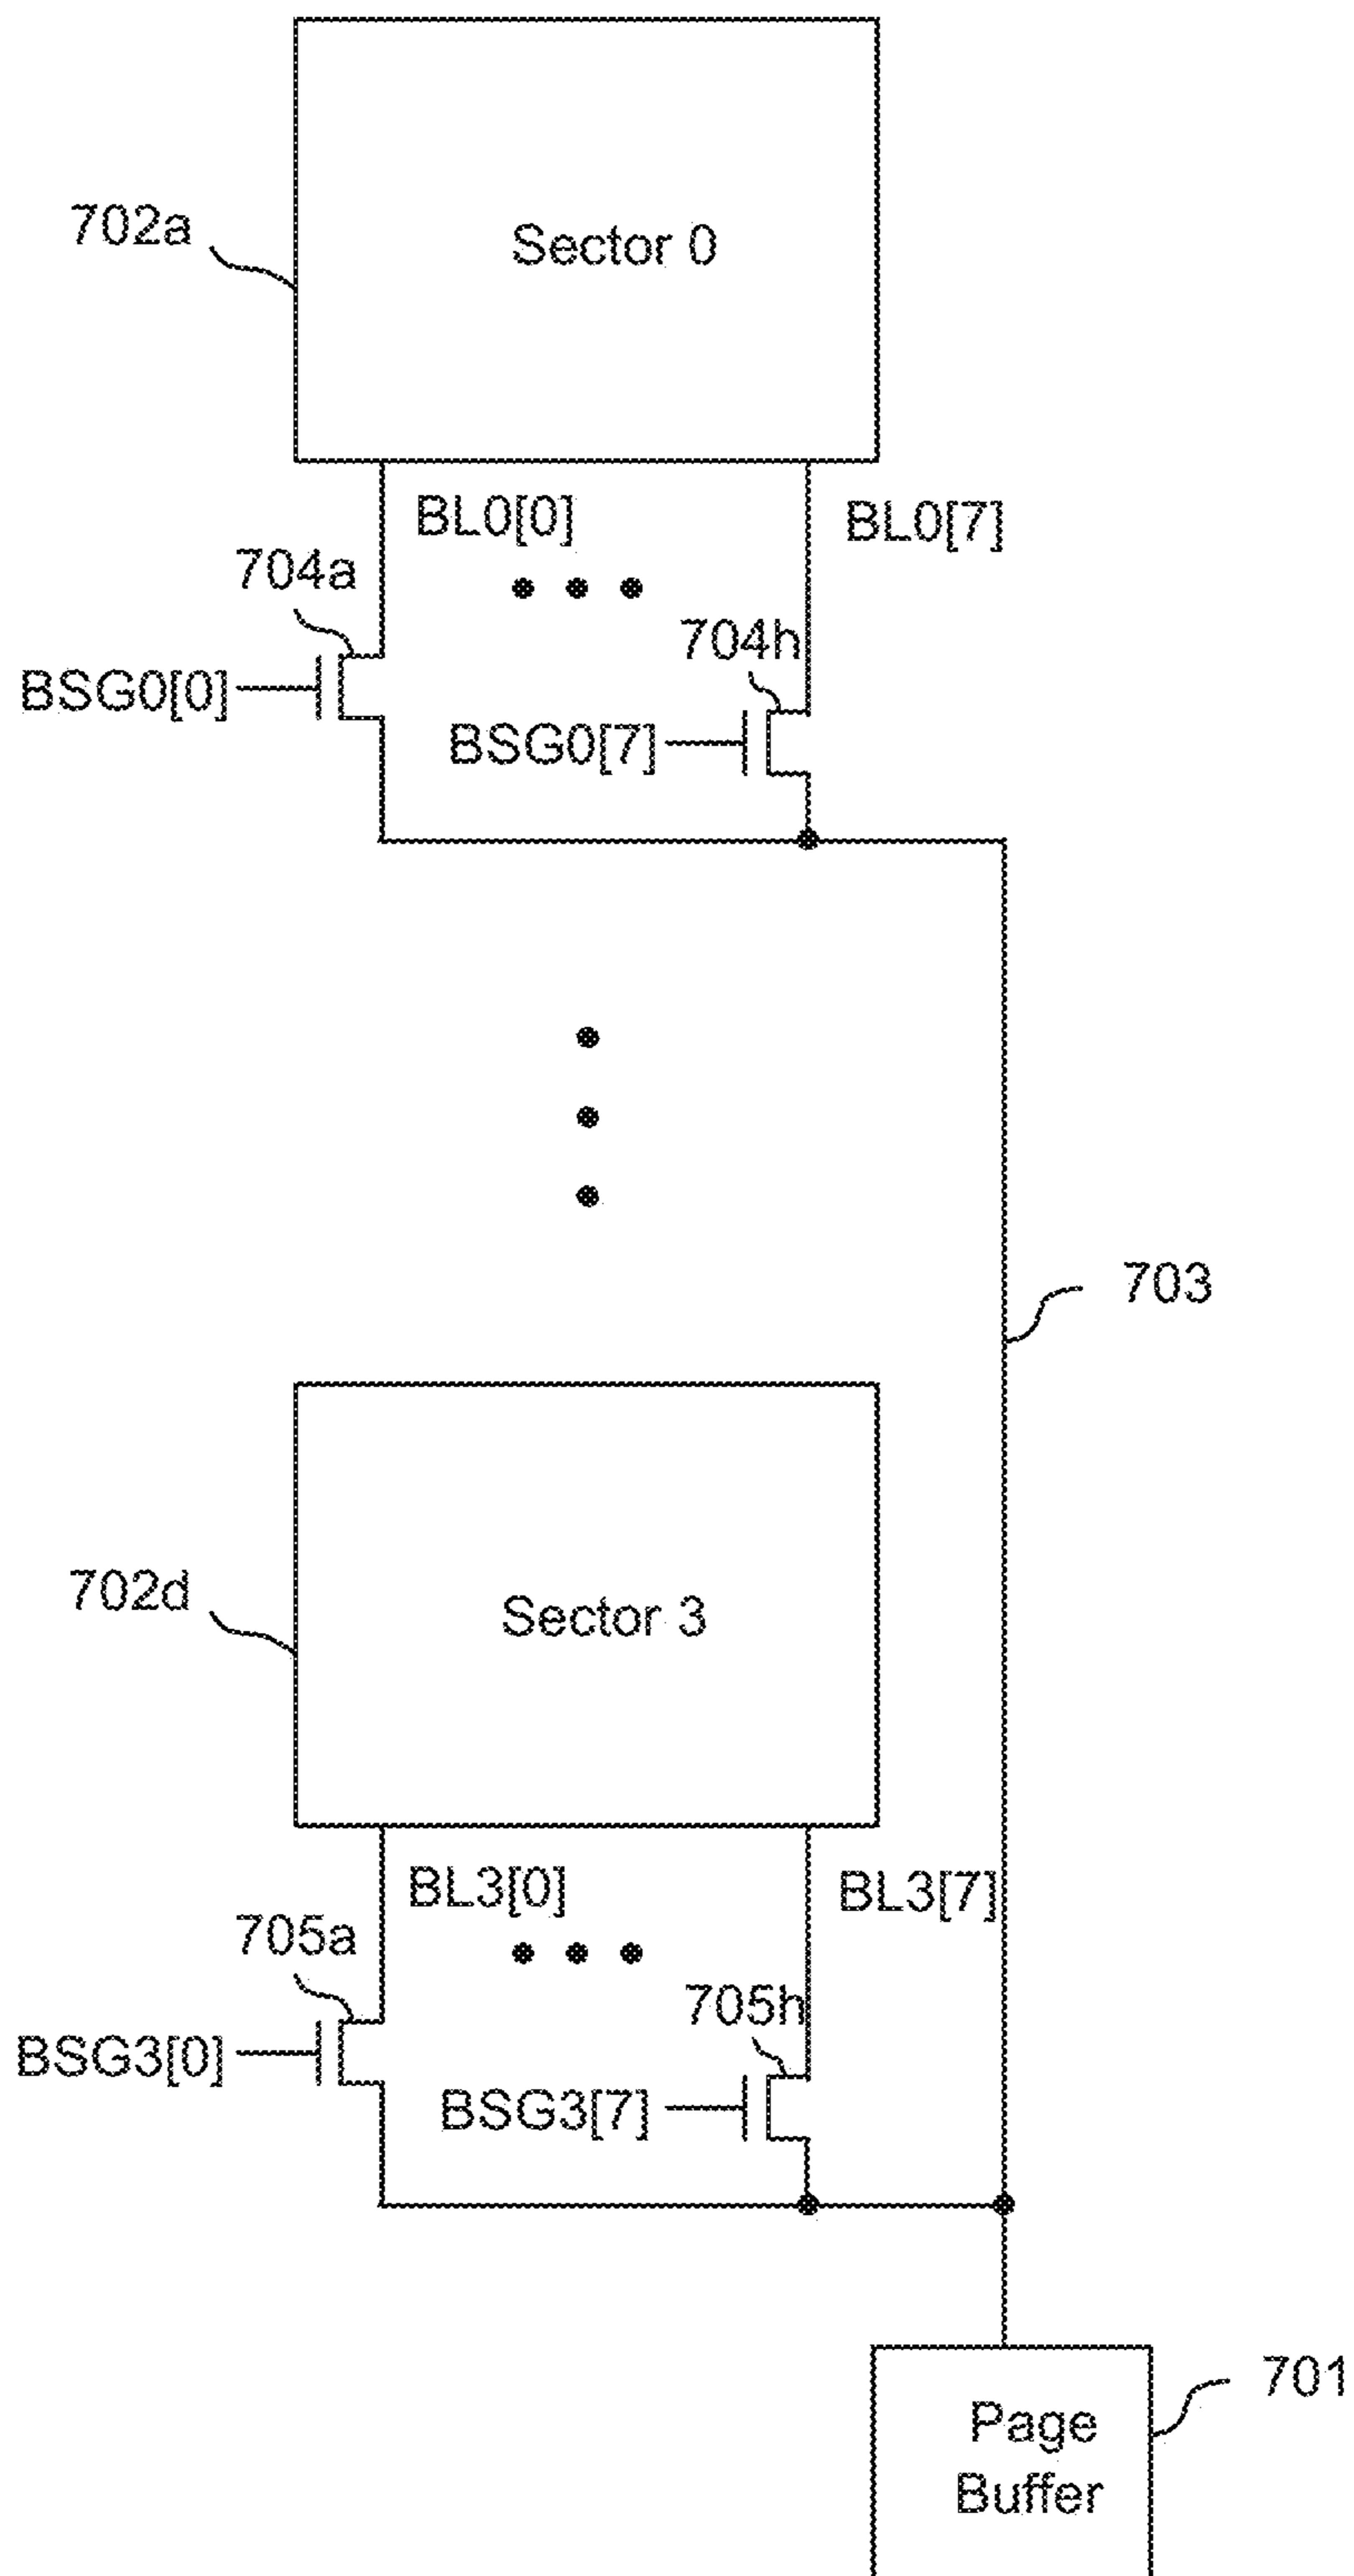 702a
Sector 0
BL0[0]
BL0[7]
704a
704h
BSG0[0]
BSG0[7]
703
702d
Sector 3
BL3[0]
BL3[7]
705a
705h
BSG3[0]
BSG3[7]
701
Page
Buffer